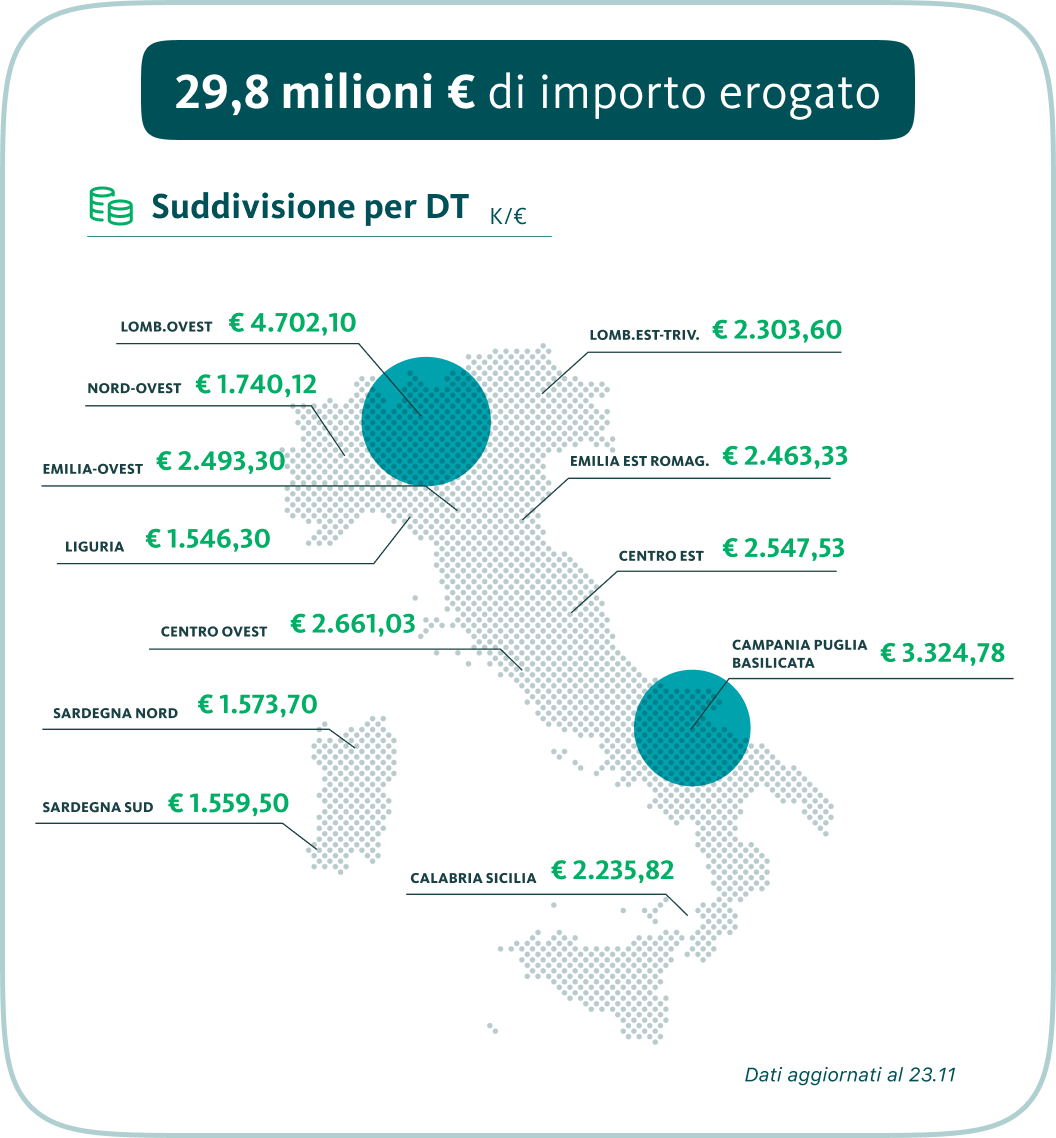 29,8 milioni € di importo erogato
Suddivisione per DT K/€
LOMB.OVEST € 4.702,10
LOMB.EST-TRIV. € 2.303,60
NORD-OVEST € 1.740,12
EMILIA-OVEST € 2.493,30
EMILIA EST ROMAG. € 2.463,33
LIGURIA € 1.546,30
CENTRO EST € 2.547,53
CENTRO OVEST € 2.661,03
CAMPANIA PUGLIA
BASILICATA € 3.324,78
SARDEGNA NORD € 1.573,70
SARDEGNA SUD € 1.559,50
CALABRIA SICILIA € 2.235,82
Dati aggiornati al 23.11